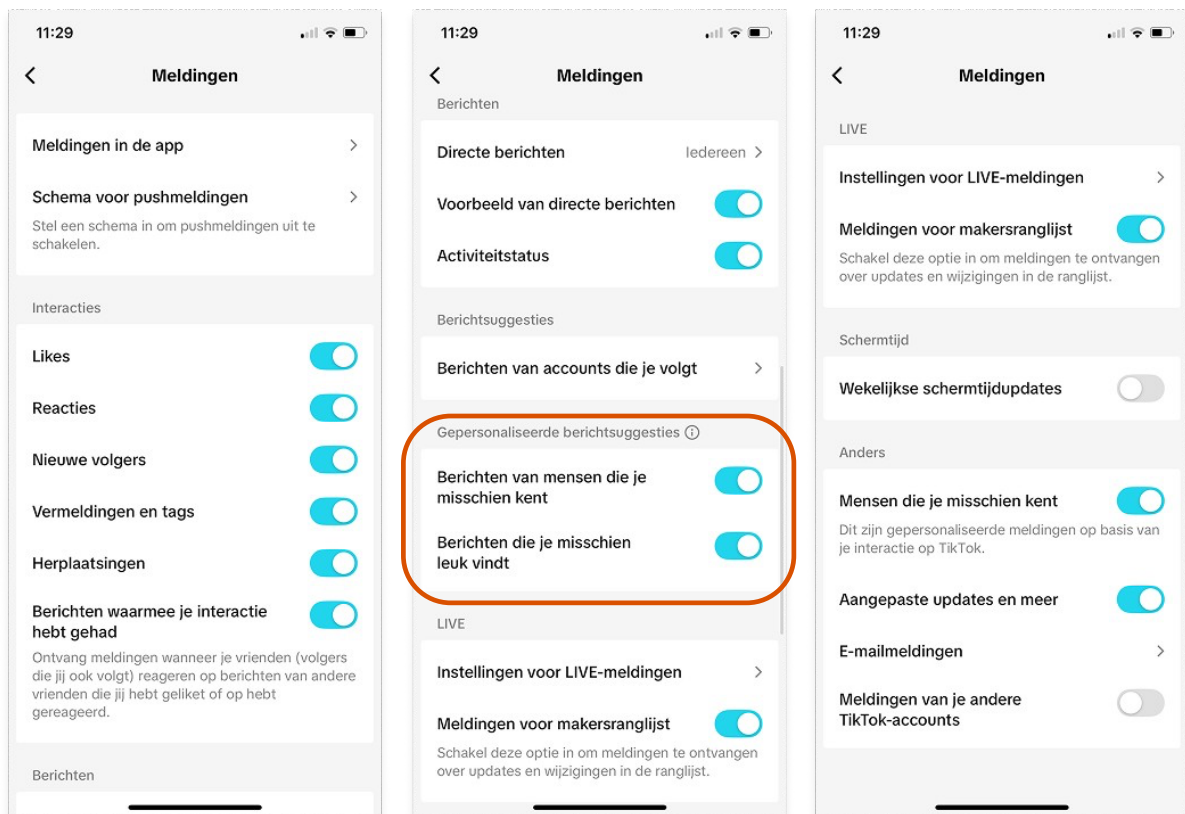 11:29
Meldingen
Meldingen in de app
Schema voor pushmeldingen
Stel een schema in om pushmeldingen uit te
schakelen.
Interacties
Likes
Reacties
Nieuwe volgers
Vermeldingen en tags
Herplaatsingen
Berichten waarmee je interactie
hebt gehad
Ontvang meldingen wanneer je vrienden (volgers
die jij ook volgt) reageren op berichten van andere
vrienden die jij hebt geliket of op hebt
gereageerd.
Berichten
11:29
Meldingen
Berichten
Directe berichten Iedereen
Voorbeeld van directe berichten
Activiteitstatus
Berichtsuggesties
Berichten van accounts die je volgt
Gepersonaliseerde berichtsuggesties
Berichten van mensen die je
misschien kent
Berichten die je misschien
leuk vindt
LIVE
Instellingen voor LIVE-meldingen
Meldingen voor makersranglijst
Schakel deze optie in om meldingen te ontvangen
over updates en wijzigingen in de ranglijst.
11:29
Meldingen
LIVE
Instellingen voor LIVE-meldingen
Meldingen voor makersranglijst
Schakel deze optie in om meldingen te ontvangen
over updates en wijzigingen in de ranglijst.
Schermtijd
Wekelijkse schermtijdupdates
Anders
Mensen die je misschien kent
Dit zijn gepersonaliseerde meldingen op basis van
je interactie op TikTok.
Aangepaste updates en meer
E-mailmeldingen
Meldingen van je andere
TikTok-accounts